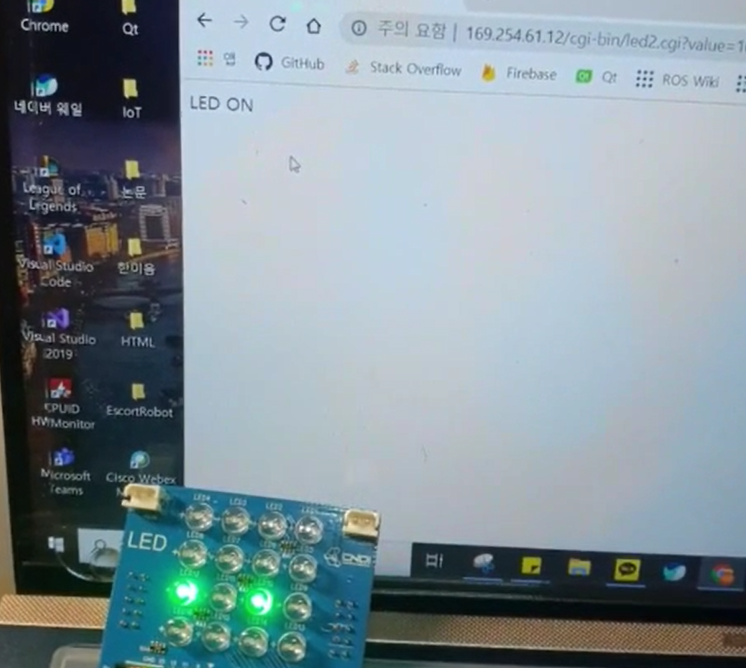 Chrome
Qt
주의 요함 | 169.254.61.12/cgi-bin/led2.cgi?value=1
앱
GitHub
Stack Overflow
Firebase
Qt
ROS Wiki
LED ON
네이버 웨일
IoT
League of
Legends
논문
Visual Studio
Code
한이음
Visual Studio
2019
HTML
CPUID
HWMonitor
EscortRobot
Microsoft
Teams
Cisco Webex
LED